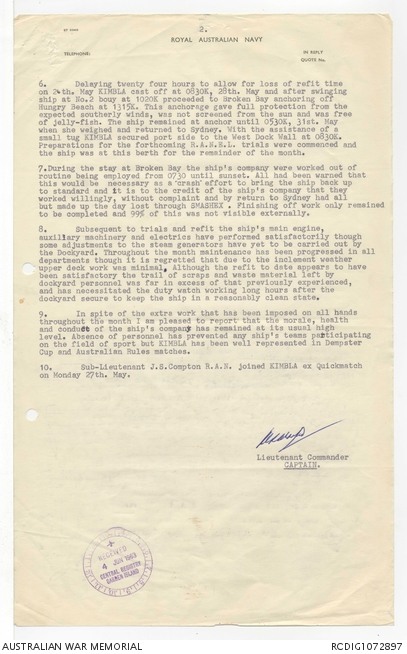 2.
ROYAL AUSTRALIAN NAVY
TELEPHONE:
IN REPLY
QUOTE No.
6. Delaying twenty four hours to allow for loss of refit time
on 24th. May KIMBLA cast off at 0830K, 28th. May and after swinging
ship at No.2 bouy at 1020K proceeded to Broken Bay anchoring off
Hungry Beach at 1315K. This anchorage gave full protection from the
expected southerly winds, was not screened from the sun and was free
of jelly-fish. The ship remained at anchor until 0530K, 31st. May
when she weighed and returned to Sydney. With the assistance of a
small tug KIMBLA secured port side to the West Dock Wall at 0830K.
Preparations for the forthcoming R.A.N.R.L. trials were commenced and
the ship was at this berth for the remainder of the month.
7.During the stay at Broken Bay the ship's company were worked out of
routine being employed from 0730 until sunset. All had been warned that
this would be necessary as a 'crash' effort to bring the ship back up
to standard and it is to the credit of the ship's company that they
worked willingly, without complaint and by return to Sydney had all
but made up the day lost through SMASHEX . Finishing off work only remained
to be completed and 99% of this was not visible externally.
8. Subsequent to trials and refit the ship's main engine,
auxiliary machinery and electrics have performed satisfactorily though
some adjustments to the steam generators have yet to be carried out by
the Dockyard. Throughout the month maintenance has been progressed in all
departments though it is regretted that due to the inclement weather
upper deck work was minimal. Although the refit to date appears to have
been satisfactory the trail of scraps and waste material left by
dockyard personnel was far in excess of that previously experienced,
and has necessitated the duty watch working long hours after the
dockyard secure to keep the ship in a reasonably clean state.
9. In spite of the extra work that has been imposed on all hands
throughout the month I am pleased to report that the morale, health
and conduct of the ship's company has remained at its usual high
level. Absence of personnel has prevented any ship's teams participating
on the field of sport but KIMBLA has been well represented in Dempster
Cup and Australian Rules matches.
10. Sub-Lieutenant J.S.Compton R.A.N. joined KIMBLA ex Quickmatch
on Monday 27th. May.
Lieutenant Commander
CAPTAIN.
RECEIVED
4 JUN 1963
CENTRAL REGISTRY
GARDEN ISLAND
AUSTRALIAN WAR MEMORIAL
RCDIG1072897